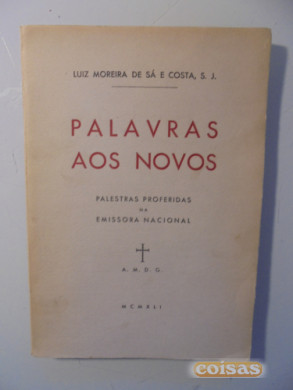 LUIZ MOREIRA DE SÁ E COSTA, S. J.
PALAVRAS
AOS NOVOS
PALESTRAS PROFERIDAS
NA
EMISSORA NACIONAL
A. M. D. G.
MCMXLI
coisas